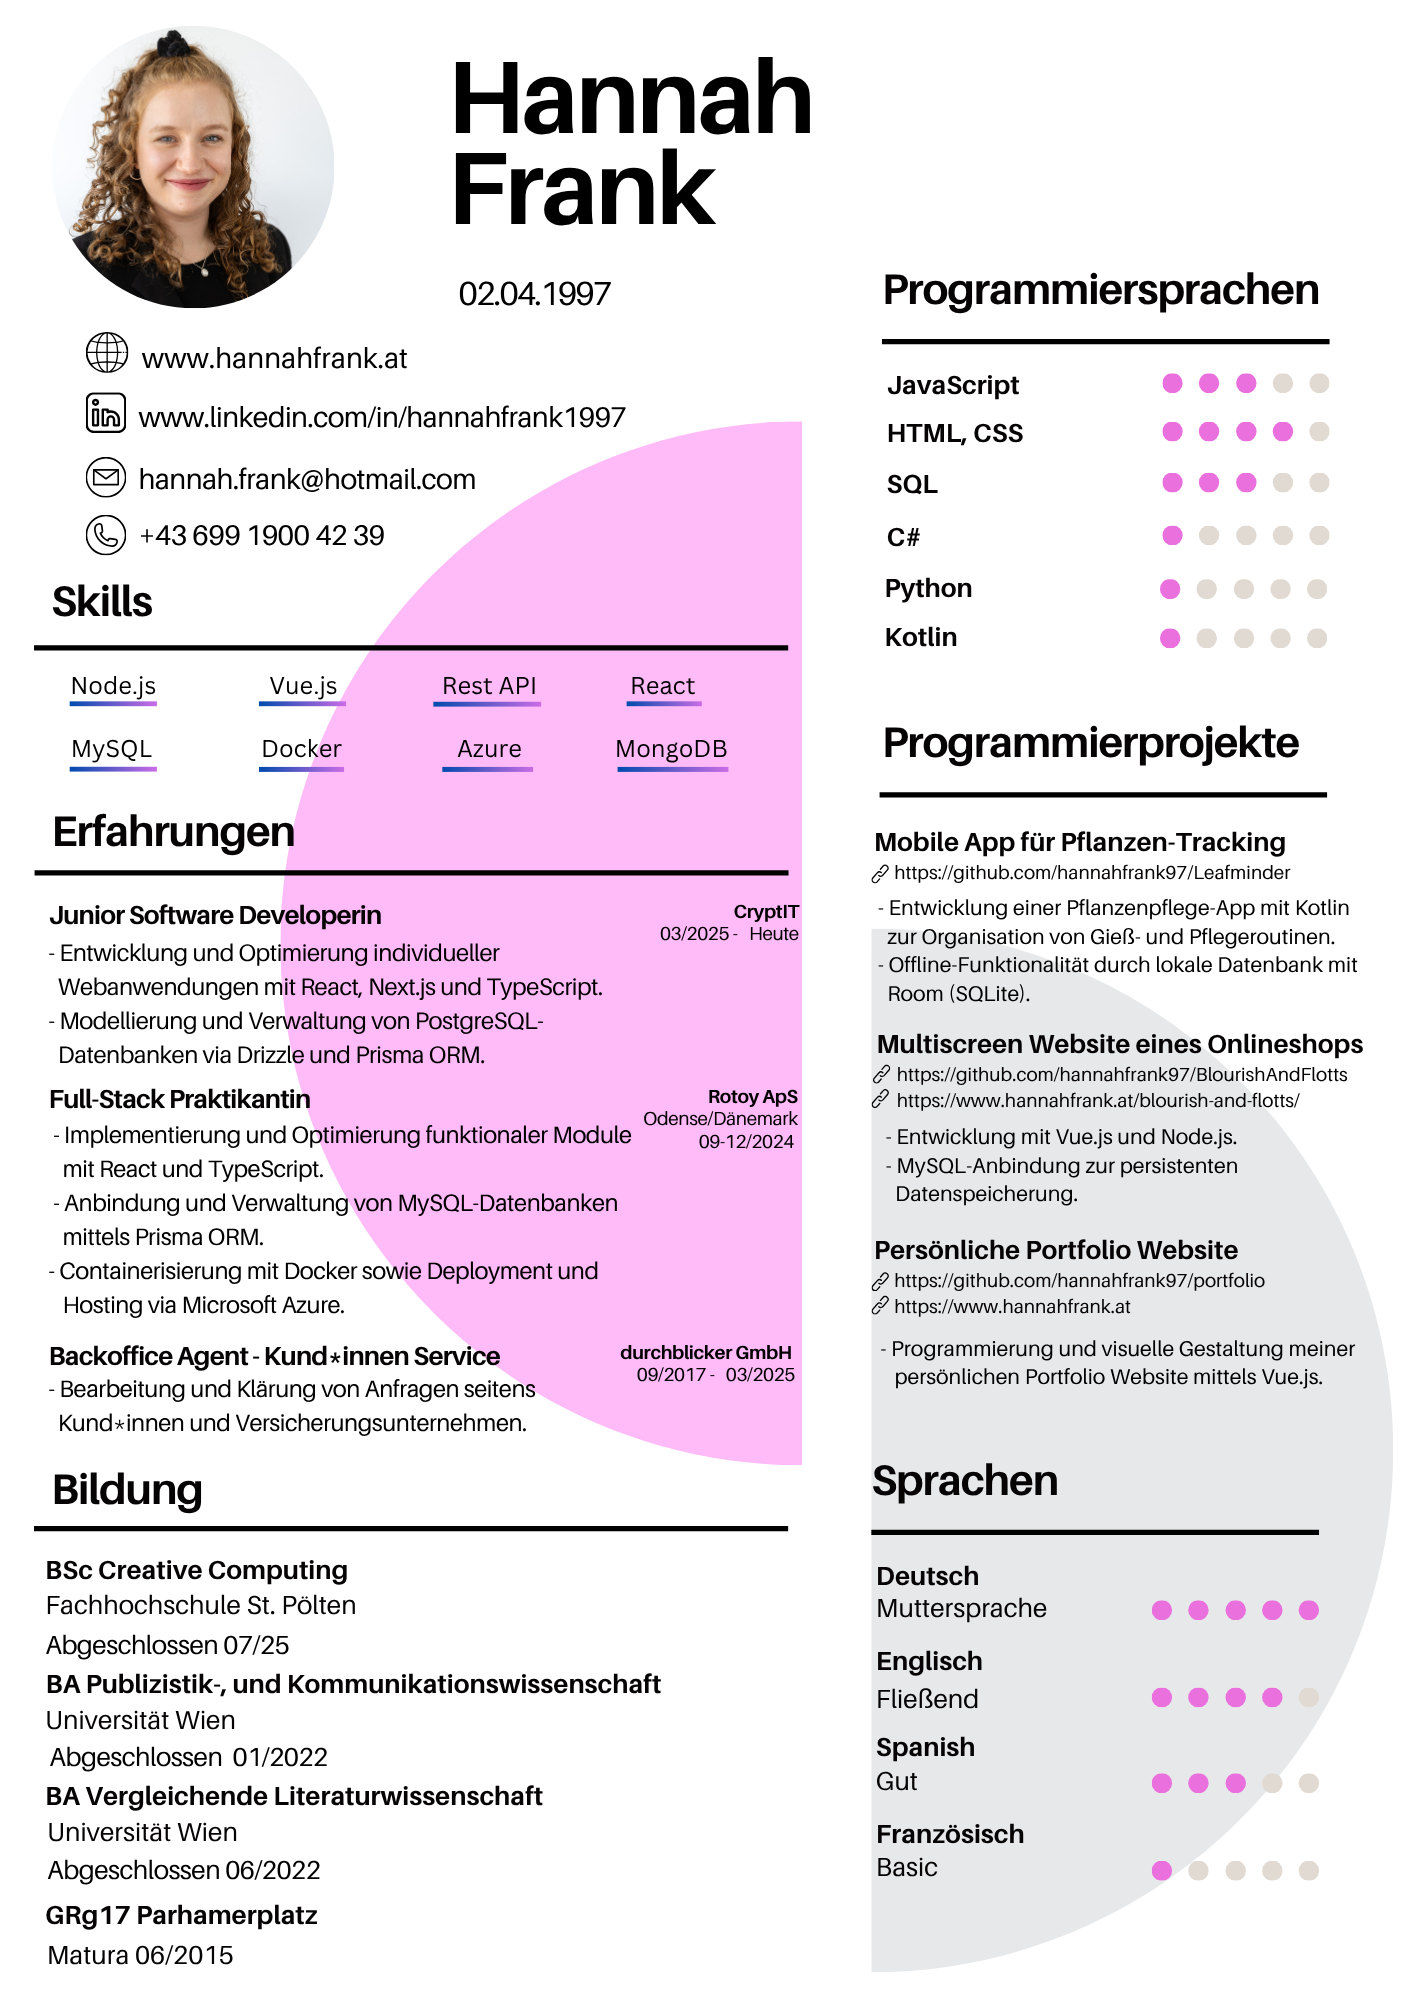 Hannah
Frank
02.04.1997
www.hannahfrank.at
www.linkedin.com/in/hannahfrank1997
hannah.frank@hotmail.com
+43 699 1900 42 39
Skills
Node.js
Vue.js
Rest API
React
MySQL
Docker
Azure
MongoDB
Erfahrungen
Junior Software Developerin
CryptIT
03/2025 - Heute
- Entwicklung und Optimierung individueller
Webanwendungen mit React, Next.js und TypeScript.
- Modellierung und Verwaltung von PostgreSQL-
Datenbanken via Drizzle und Prisma ORM.
Full-Stack Praktikantin
Rotoy ApS
Odense/Dänemark
09-12/2024
- Implementierung und Optimierung funktionaler Module
mit React und TypeScript.
- Anbindung und Verwaltung von MySQL-Datenbanken
mittels Prisma ORM.
- Containerisierung mit Docker sowie Deployment und
Hosting via Microsoft Azure.
Backoffice Agent - Kund*innen Service
durchblicker GmbH
09/2017 - 03/2025
- Bearbeitung und Klärung von Anfragen seitens
Kund*innen und Versicherungsunternehmen.
Bildung
BSc Creative Computing
Fachhochschule St. Pölten
Abgeschlossen 07/25
BA Publizistik-, und Kommunikationswissenschaft
Universität Wien
Abgeschlossen 01/2022
BA Vergleichende Literaturwissenschaft
Universität Wien
Abgeschlossen 06/2022
GRg17 Parhamerplatz
Matura 06/2015
Programmiersprachen
JavaScript
HTML, CSS
SQL
C#
Python
Kotlin
Programmierprojekte
Mobile App für Pflanzen-Tracking
https://github.com/hannahfrank97/Leafminder
- Entwicklung einer Pflanzenpflege-App mit Kotlin
zur Organisation von Gieß- und Pflegeroutinen.
- Offline-Funktionalität durch lokale Datenbank mit
Room (SQLite).
Multiscreen Website eines Onlineshops
https://github.com/hannahfrank97/BlourishAndFlotts
https://www.hannahfrank.at/blourish-and-flotts/
- Entwicklung mit Vue.js und Node.js.
- MySQL-Anbindung zur persistenten
Datenspeicherung.
Persönliche Portfolio Website
https://github.com/hannahfrank97/portfolio
https://www.hannahfrank.at
- Programmierung und visuelle Gestaltung meiner
persönlichen Portfolio Website mittels Vue.js.
Sprachen
Deutsch
Muttersprache
Englisch
Fließend
Spanish
Gut
Französisch
Basic